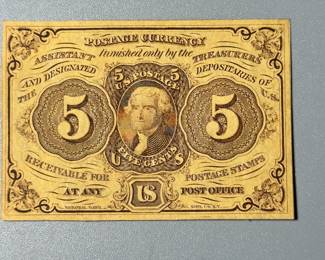 POSTAGE CURRENCY
Furnished only by the
ASSISTANT TREASURERS
AND DESIGNATED DEPOSITARIES OF
THE U.S.
5 5
U.S. POSTAGE
5 5
FIVE CENTS
U S
RECEIVABLE FOR POSTAGE STAMPS
AT ANY US POST OFFICE